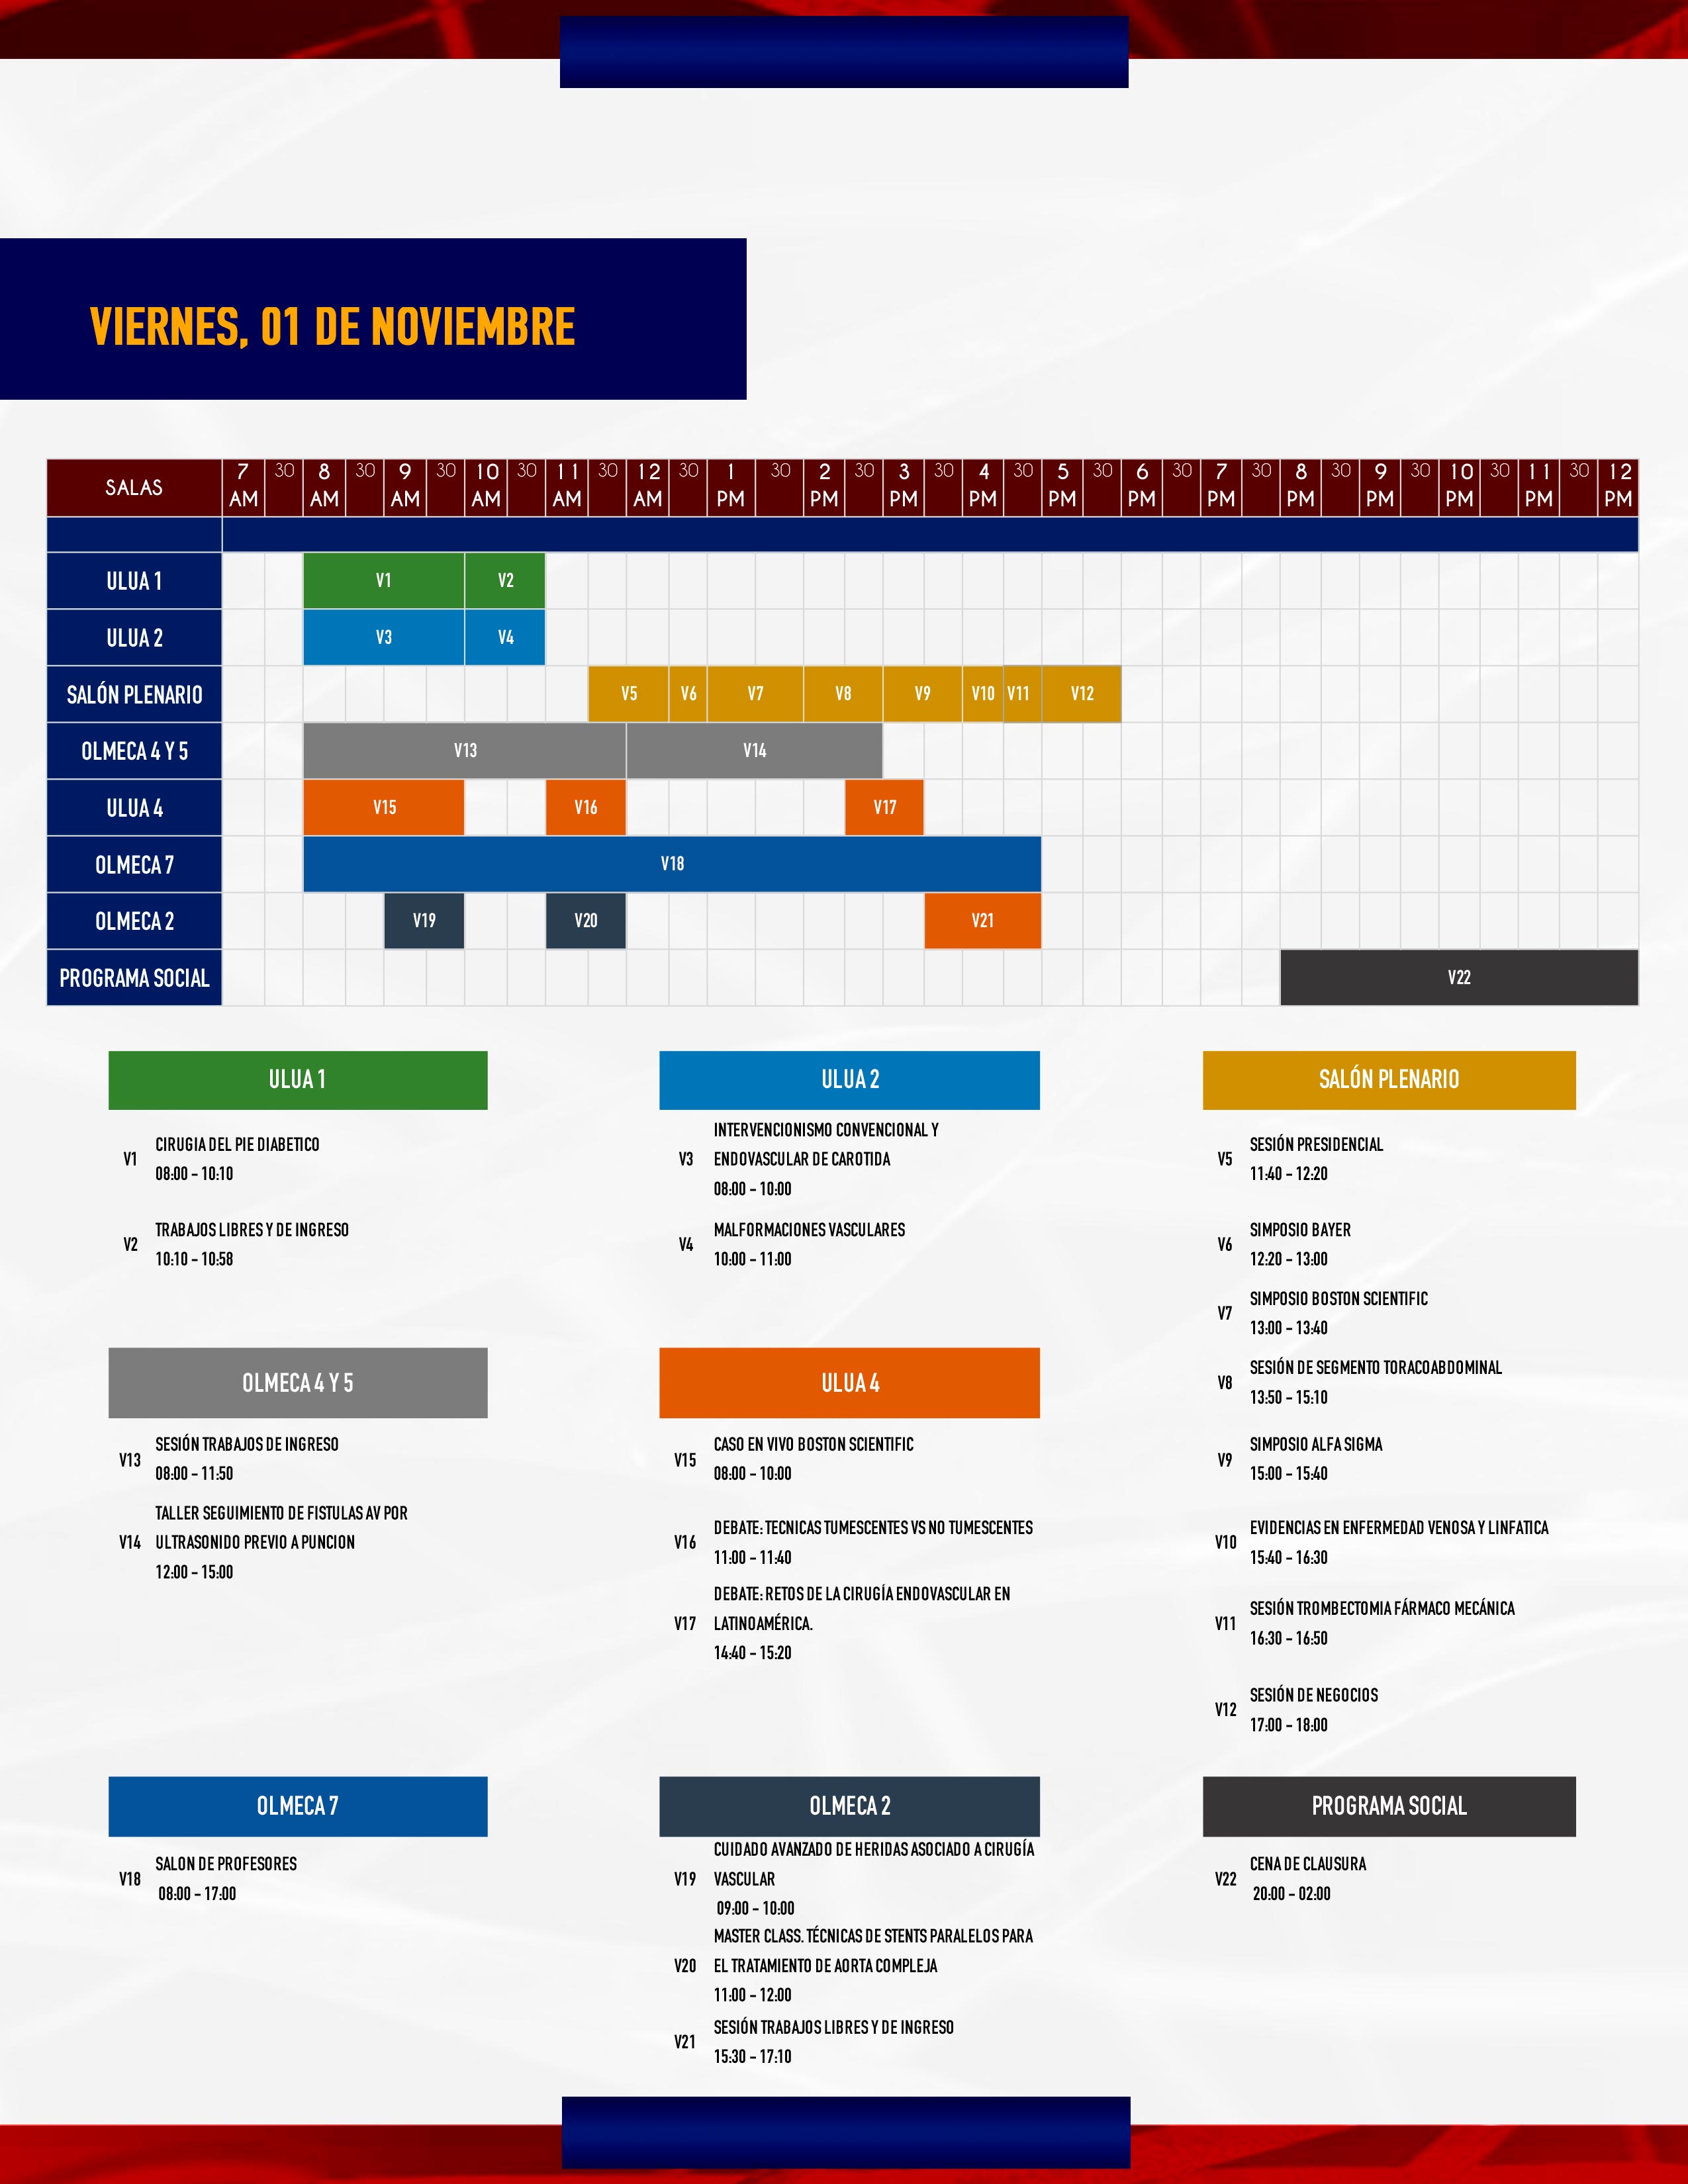 VIERNES, 01 DE NOVIEMBRE
SALAS 7 AM 30 8 AM 30 9 AM 30 10 AM 30 11 AM 30 12 AM 30 1 PM 30 2 PM 30 3 PM 30 4 PM 30 5 PM 30 6 PM 30 7 PM 30 8 PM 30 9 PM 30 10 PM 30 11 PM 30 12 PM
ULUA 1 V1 V2
ULUA 2 V3 V4
SALÓN PLENARIO V5 V6 V7 V8 V9 V10 V11 V12
OLMECA 4 Y 5 V13 V14
ULUA 4 V15 V16 V17
OLMECA 7 V18
OLMECA 2 V19 V20 V21
PROGRAMA SOCIAL V22
ULUA 1
V1
CIRUGIA DEL PIE DIABETICO
08:00 - 10:10
V2
TRABAJOS LIBRES Y DE INGRESO
10:10 - 10:58
ULUA 2
V3
INTERVENCIONISMO CONVENCIONAL Y
ENDOVASCULAR DE CAROTIDA
08:00 - 10:00
V4
MALFORMACIONES VASCULARES
10:00 - 11:00
SALÓN PLENARIO
V5
SESIÓN PRESIDENCIAL
11:40 - 12:20
V6
SIMPOSIO BAYER
12:20 - 13:00
V7
SIMPOSIO BOSTON SCIENTIFIC
13:00 - 13:40
V8
SESIÓN DE SEGMENTO TORACOABDOMINAL
13:50 - 15:10
V9
SIMPOSIO ALFA SIGMA
15:00 - 15:40
V10
EVIDENCIAS EN ENFERMEDAD VENOSA Y LINFATICA
15:40 - 16:30
V11
SESIÓN TROMBECTOMIA FÁRMACO MECÁNICA
16:30 - 16:50
V12
SESIÓN DE NEGOCIOS
17:00 - 18:00
OLMECA 4 Y 5
V13
SESIÓN TRABAJOS DE INGRESO
08:00 - 11:50
V14
TALLER SEGUIMIENTO DE FISTULAS AV POR
ULTRASONIDO PREVIO A PUNCION
12:00 - 15:00
ULUA 4
V15
CASO EN VIVO BOSTON SCIENTIFIC
08:00 - 10:00
V16
DEBATE: TECNICAS TUMESCENTES VS NO TUMESCENTES
11:00 - 11:40
V17
DEBATE: RETOS DE LA CIRUGÍA ENDOVASCULAR EN
LATINOAMÉRICA.
14:40 - 15:20
OLMECA 7
V18
SALON DE PROFESORES
08:00 - 17:00
OLMECA 2
V19
CUIDADO AVANZADO DE HERIDAS ASOCIADO A CIRUGÍA
VASCULAR
09:00 - 10:00
V20
MASTER CLASS. TÉCNICAS DE STENTS PARALELOS PARA
EL TRATAMIENTO DE AORTA COMPLEJA
11:00 - 12:00
V21
SESIÓN TRABAJOS LIBRES Y DE INGRESO
15:30 - 17:10
PROGRAMA SOCIAL
V22
CENA DE CLAUSURA
20:00 - 02:00